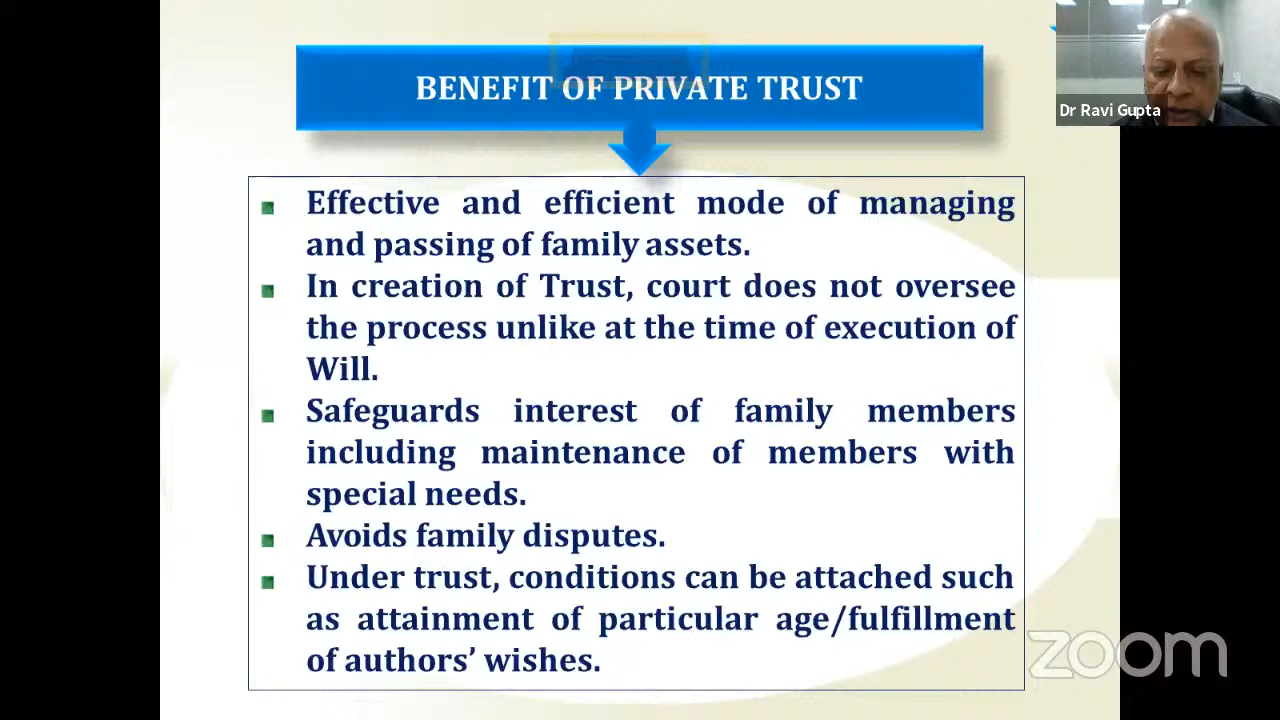 BENEFIT OF PRIVATE TRUST
Dr Ravi Gupta
Effective and efficient mode of managing
and passing of family assets.
In creation of Trust, court does not oversee
the process unlike at the time of execution of
Will.
Safeguards interest of family members
including maintenance of members with
special needs.
Avoids family disputes.
Under trust, conditions can be attached such
as attainment of particular age/fulfillment
of authors’ wishes.
zoom